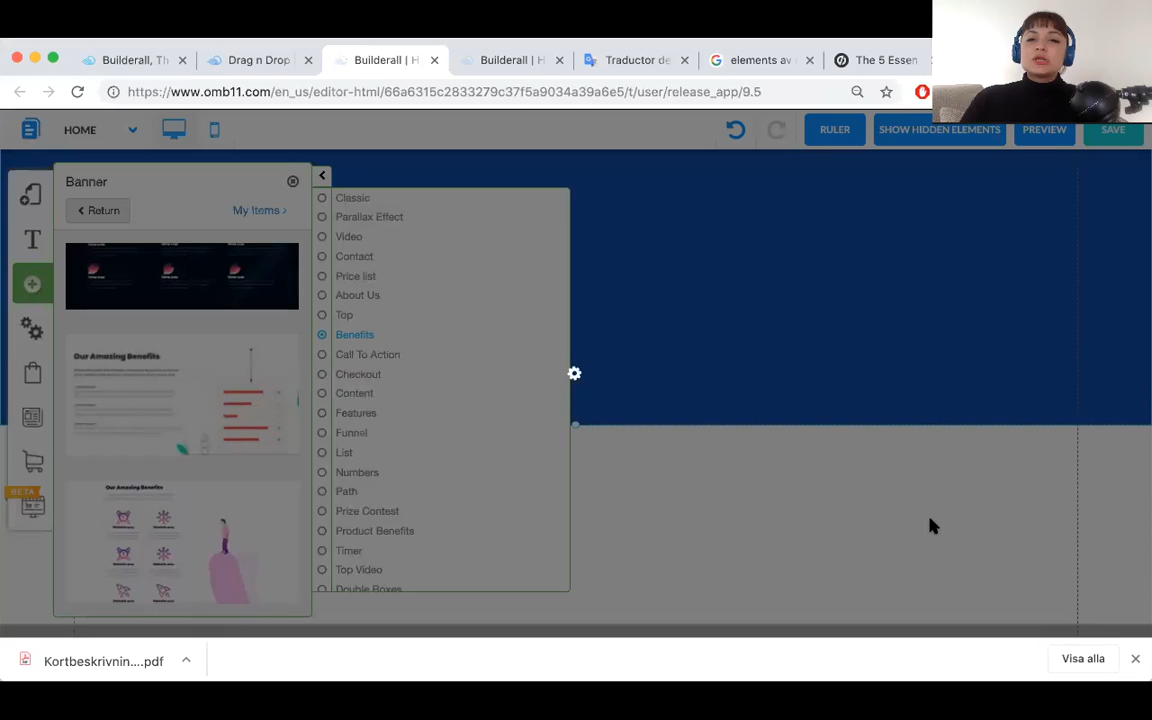 Builderall, Th
Drag n Drop
Builderall | H
Builderall | H
Traductor de
elements av
The 5 Essen
https://www.omb11.com/en_us/editor-html/66a6315c2833279c37f5a9034a39a6e5/t/user/release_app/9.5
HOME
RULER
SHOW HIDDEN ELEMENTS
PREVIEW
SAVE
Banner
Return
My Items
Our Amazing Benefits
Our Amazing Benefits
Classic
Parallax Effect
Video
Contact
Price list
About Us
Top
Benefits
Call To Action
Checkout
Content
Features
Funnel
List
Numbers
Path
Prize Contest
Product Benefits
Timer
Top Video
Double Boxes
BETA
Kortbeskrivnin....pdf
Visa alla